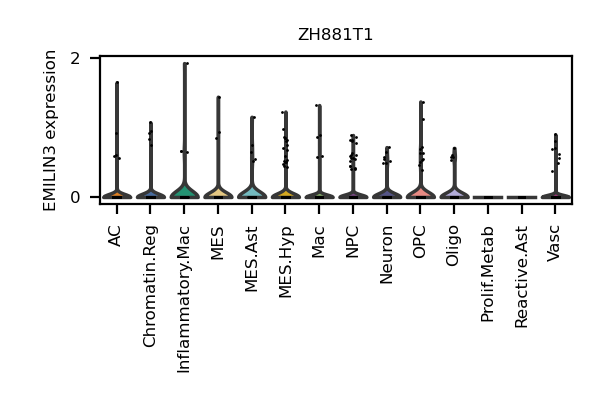 ZH881T1
EMILIN3 expression
2
0
AC
Chromatin.Reg
Inflammatory.Mac
MES
MES.Ast
MES.Hyp
Mac
NPC
Neuron
OPC
Oligo
Prolif.Metab
Reactive.Ast
Vasc